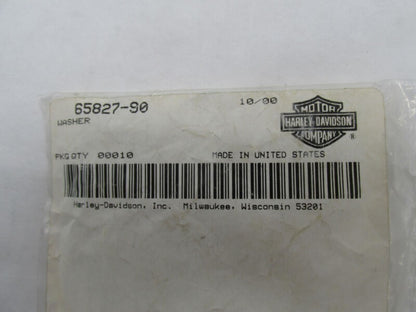 65827-90 10/00
WASHER
MOTOR
HARLEY-DAVIDSON
COMPANY
®
PKG QTY 00010 MADE IN UNITED STATES
Harley-Davidson, Inc. Milwaukee, Wisconsin 53201